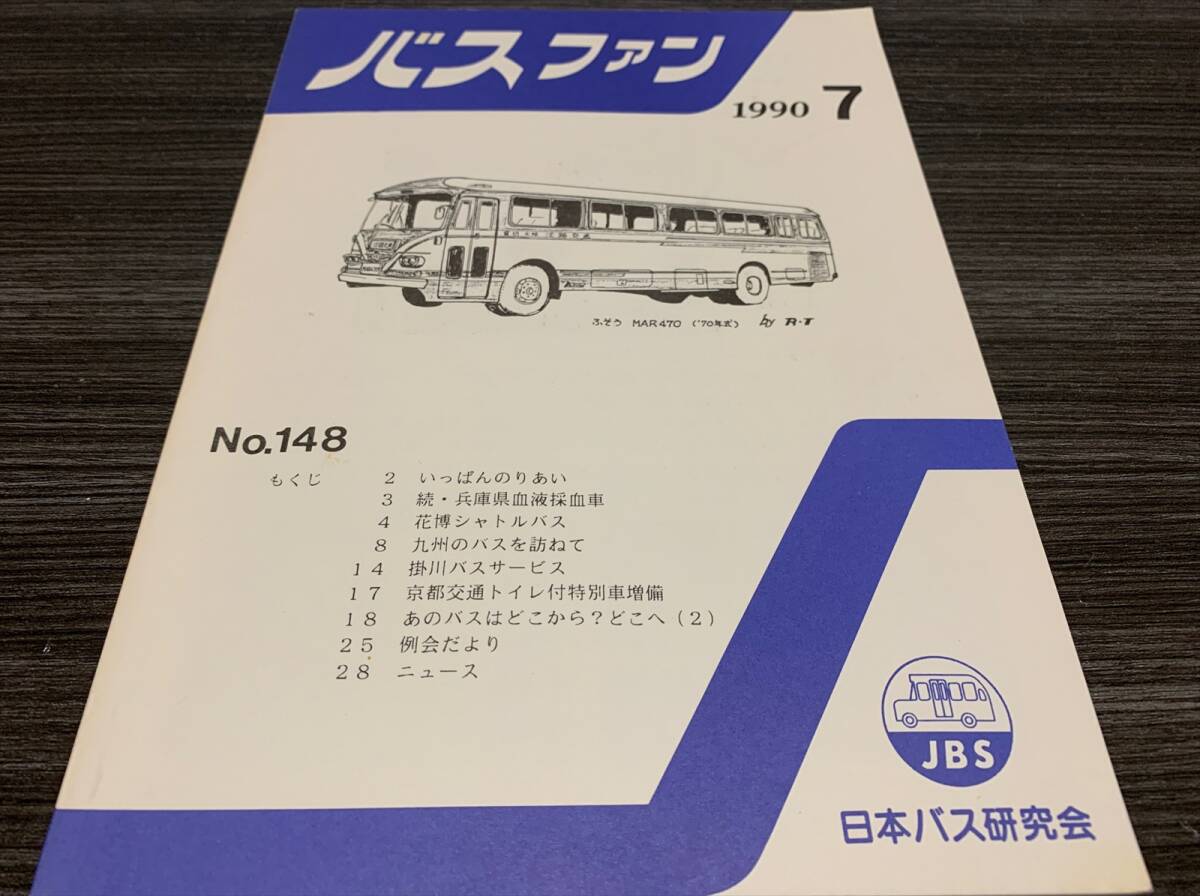 バスファン
1990 7
ふそう MAR470 ('70年式) by R・T
No.148
もくじ 2 いっぱんのりあい
3 続・兵庫県血液採血車
4 花博シャトルバス
8 九州のバスを訪ねて
14 掛川バスサービス
17 京都交通トイレ付特別車増備
18 あのバスはどこから?どこへ(2)
25 例会だより
28 ニュース
JBS
日本バス研究会